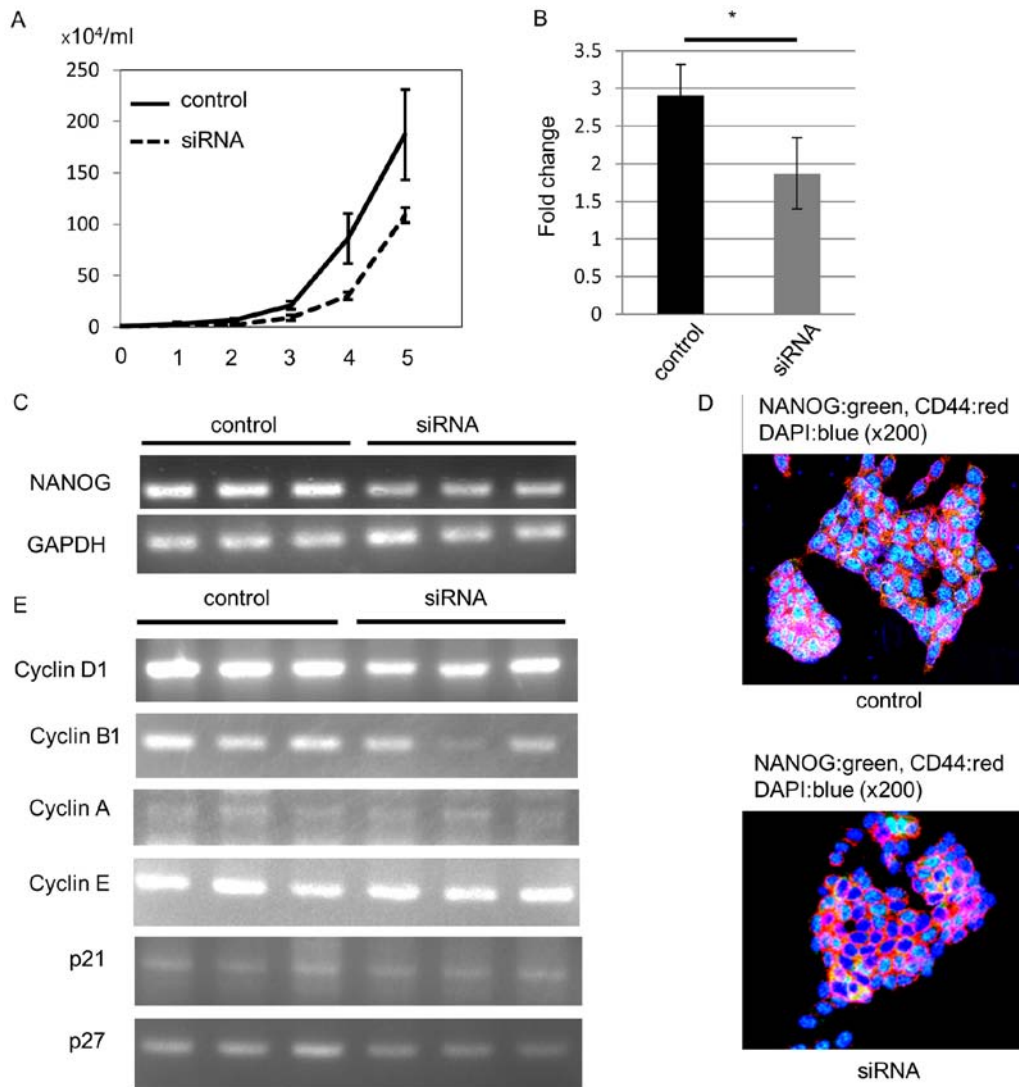 A
x10⁴/ml
250
200
150
100
50
0
0 1 2 3 4 5
control
siRNA
B
*
Fold change
3.5
3
2.5
2
1.5
1
0.5
0
control
siRNA
C
control siRNA
NANOG
GAPDH
D
NANOG:green, CD44:red
DAPI:blue (x200)
control
NANOG:green, CD44:red
DAPI:blue (x200)
siRNA
E
control siRNA
Cyclin D1
Cyclin B1
Cyclin A
Cyclin E
p21
p27